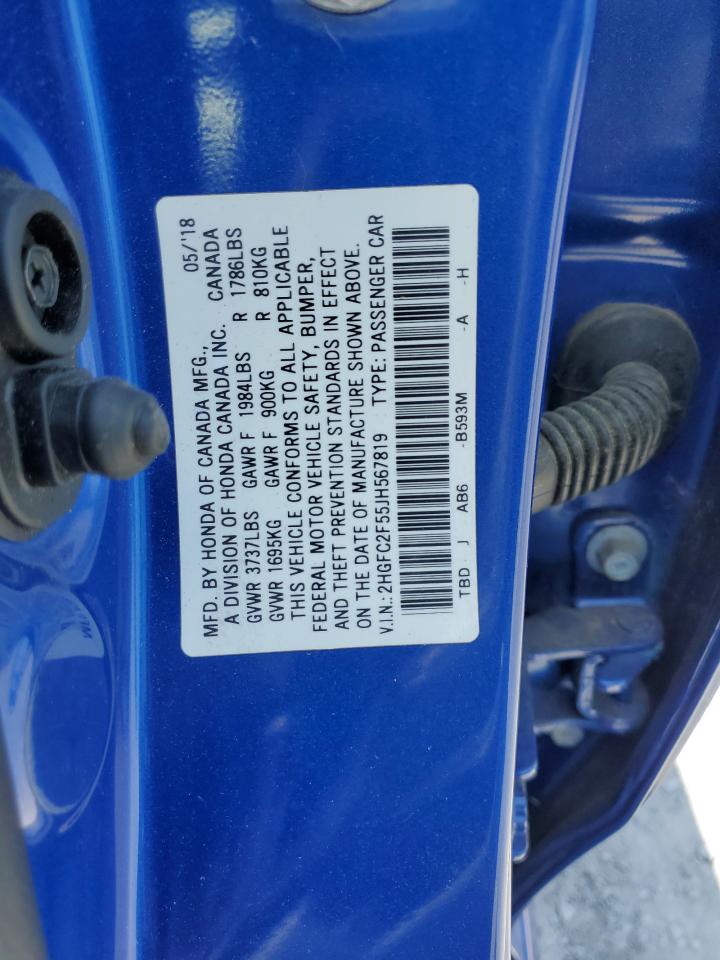 MFD. BY HONDA OF CANADA MFG., 05/'18
A DIVISION OF HONDA CANADA INC. CANADA
GVWR 3737LBS GAWR F 1984LBS R 1786LBS
GVWR 1695KG GAWR F 900KG R 810KG
THIS VEHICLE CONFORMS TO ALL APPLICABLE
FEDERAL MOTOR VEHICLE SAFETY, BUMPER,
AND THEFT PREVENTION STANDARDS IN EFFECT
ON THE DATE OF MANUFACTURE SHOWN ABOVE.
V.I.N.: 2HGFC2F55JH567819 TYPE: PASSENGER CAR
TBD J AB6 -B593M -A -H